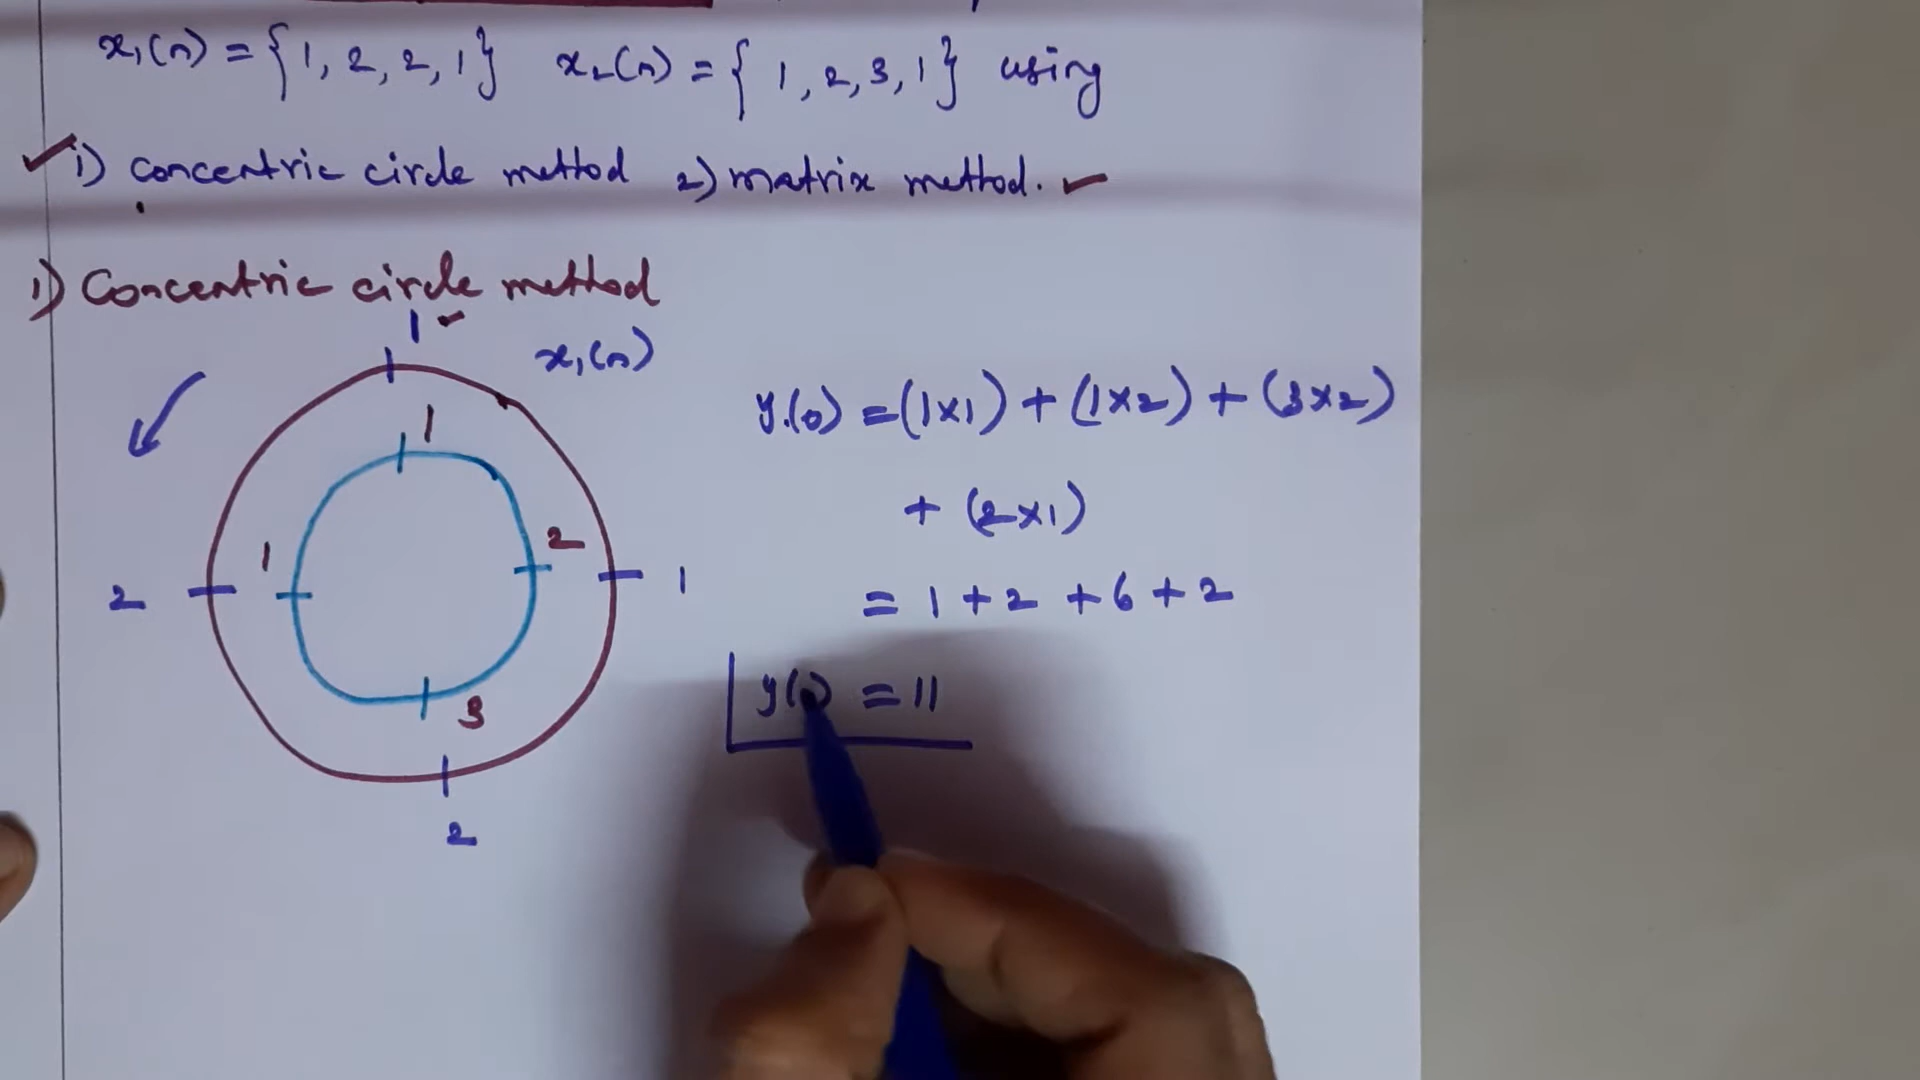 x₁(n) = {1, 2, 2, 1} x₂(n) = {1, 2, 3, 1} using
1) concentric circle method 2) matrix method.
1) Concentric circle method
1
x₁(n)
1
1
2
2
1
3
2
y(0) = (1×1) + (1×2) + (3×2)
+ (2×1)
= 1 + 2 + 6 + 2
y(0) = 11